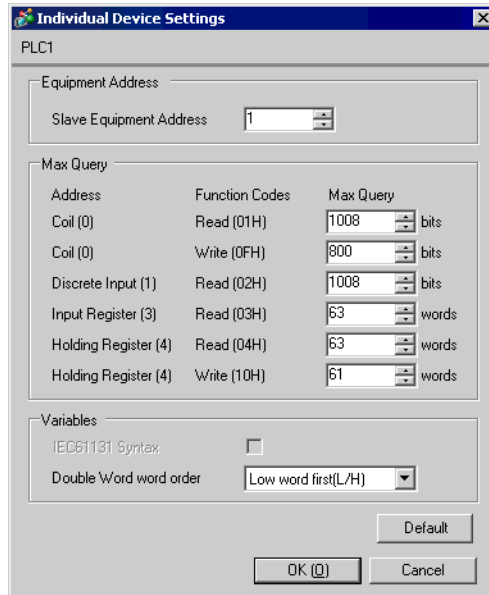 Individual Device Settings
PLC1
Equipment Address
Slave Equipment Address 1
Max Query
Address Function Codes Max Query
Coil (0) Read (01H) 1008 bits
Coil (0) Write (0FH) 800 bits
Discrete Input (1) Read (02H) 1008 bits
Input Register (3) Read (03H) 63 words
Holding Register (4) Read (04H) 63 words
Holding Register (4) Write (10H) 61 words
Variables
IEC61131 Syntax
Double Word word order Low word first(L/H)
Default
OK (O) Cancel